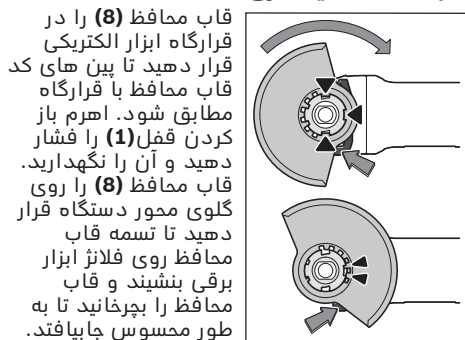 قاب محافظ (8) را در
قرارگاه ابزار الکتریکی
قرار دهید تا پین های کد
قاب محافظ با قرارگاه
مطابق شود. اهرم باز
کردن قفل(1) را فشار
دهید و آن را نگهدارید.
قاب محافظ (8) را روی
گلوی محور دستگاه قرار
دهید تا تسمه قاب
محافظ روی فلانژ ابزار
برقی بنشیند و قاب
محافظ را بچرخانید تا به
طور محسوس جابیافتد.